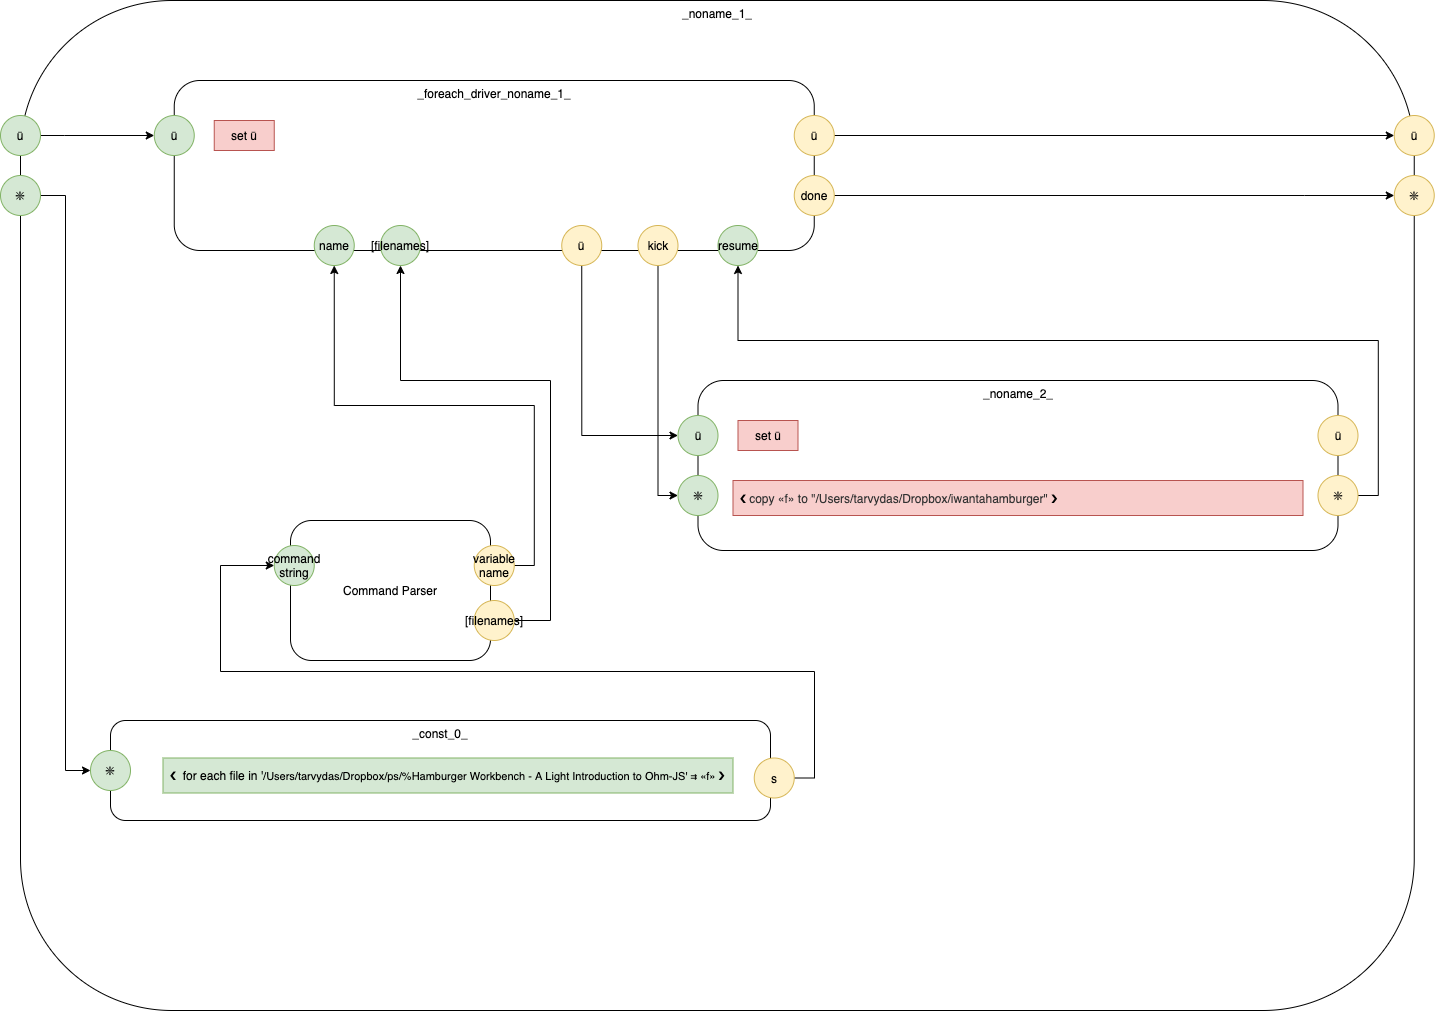 _noname_1_
_foreach_driver_noname_1_
ü
ü
set ü
ü
ü
⁜
done
⁜
name
[filenames]
ü
kick
resume
_noname_2_
ü
set ü
ü
⁜
❮ copy «f» to "/Users/tarvydas/Dropbox/iwantahamburger" ❯
⁜
command
string
Command Parser
variable
name
[filenames]
_const_0_
⁜
❮ for each file in '/Users/tarvydas/Dropbox/ps/%Hamburger Workbench - A Light Introduction to Ohm-JS' ⇉ «f» ❯
s